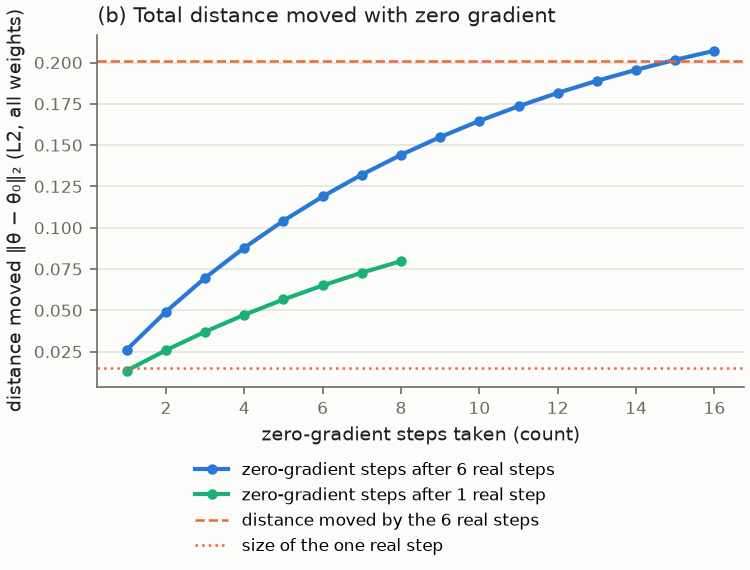 (b) Total distance moved with zero gradient
distance moved ‖θ − θ₀‖₂ (L2, all weights)
0.200
0.175
0.150
0.125
0.100
0.075
0.050
0.025
2 4 6 8 10 12 14 16
zero-gradient steps taken (count)
zero-gradient steps after 6 real steps
zero-gradient steps after 1 real step
distance moved by the 6 real steps
size of the one real step